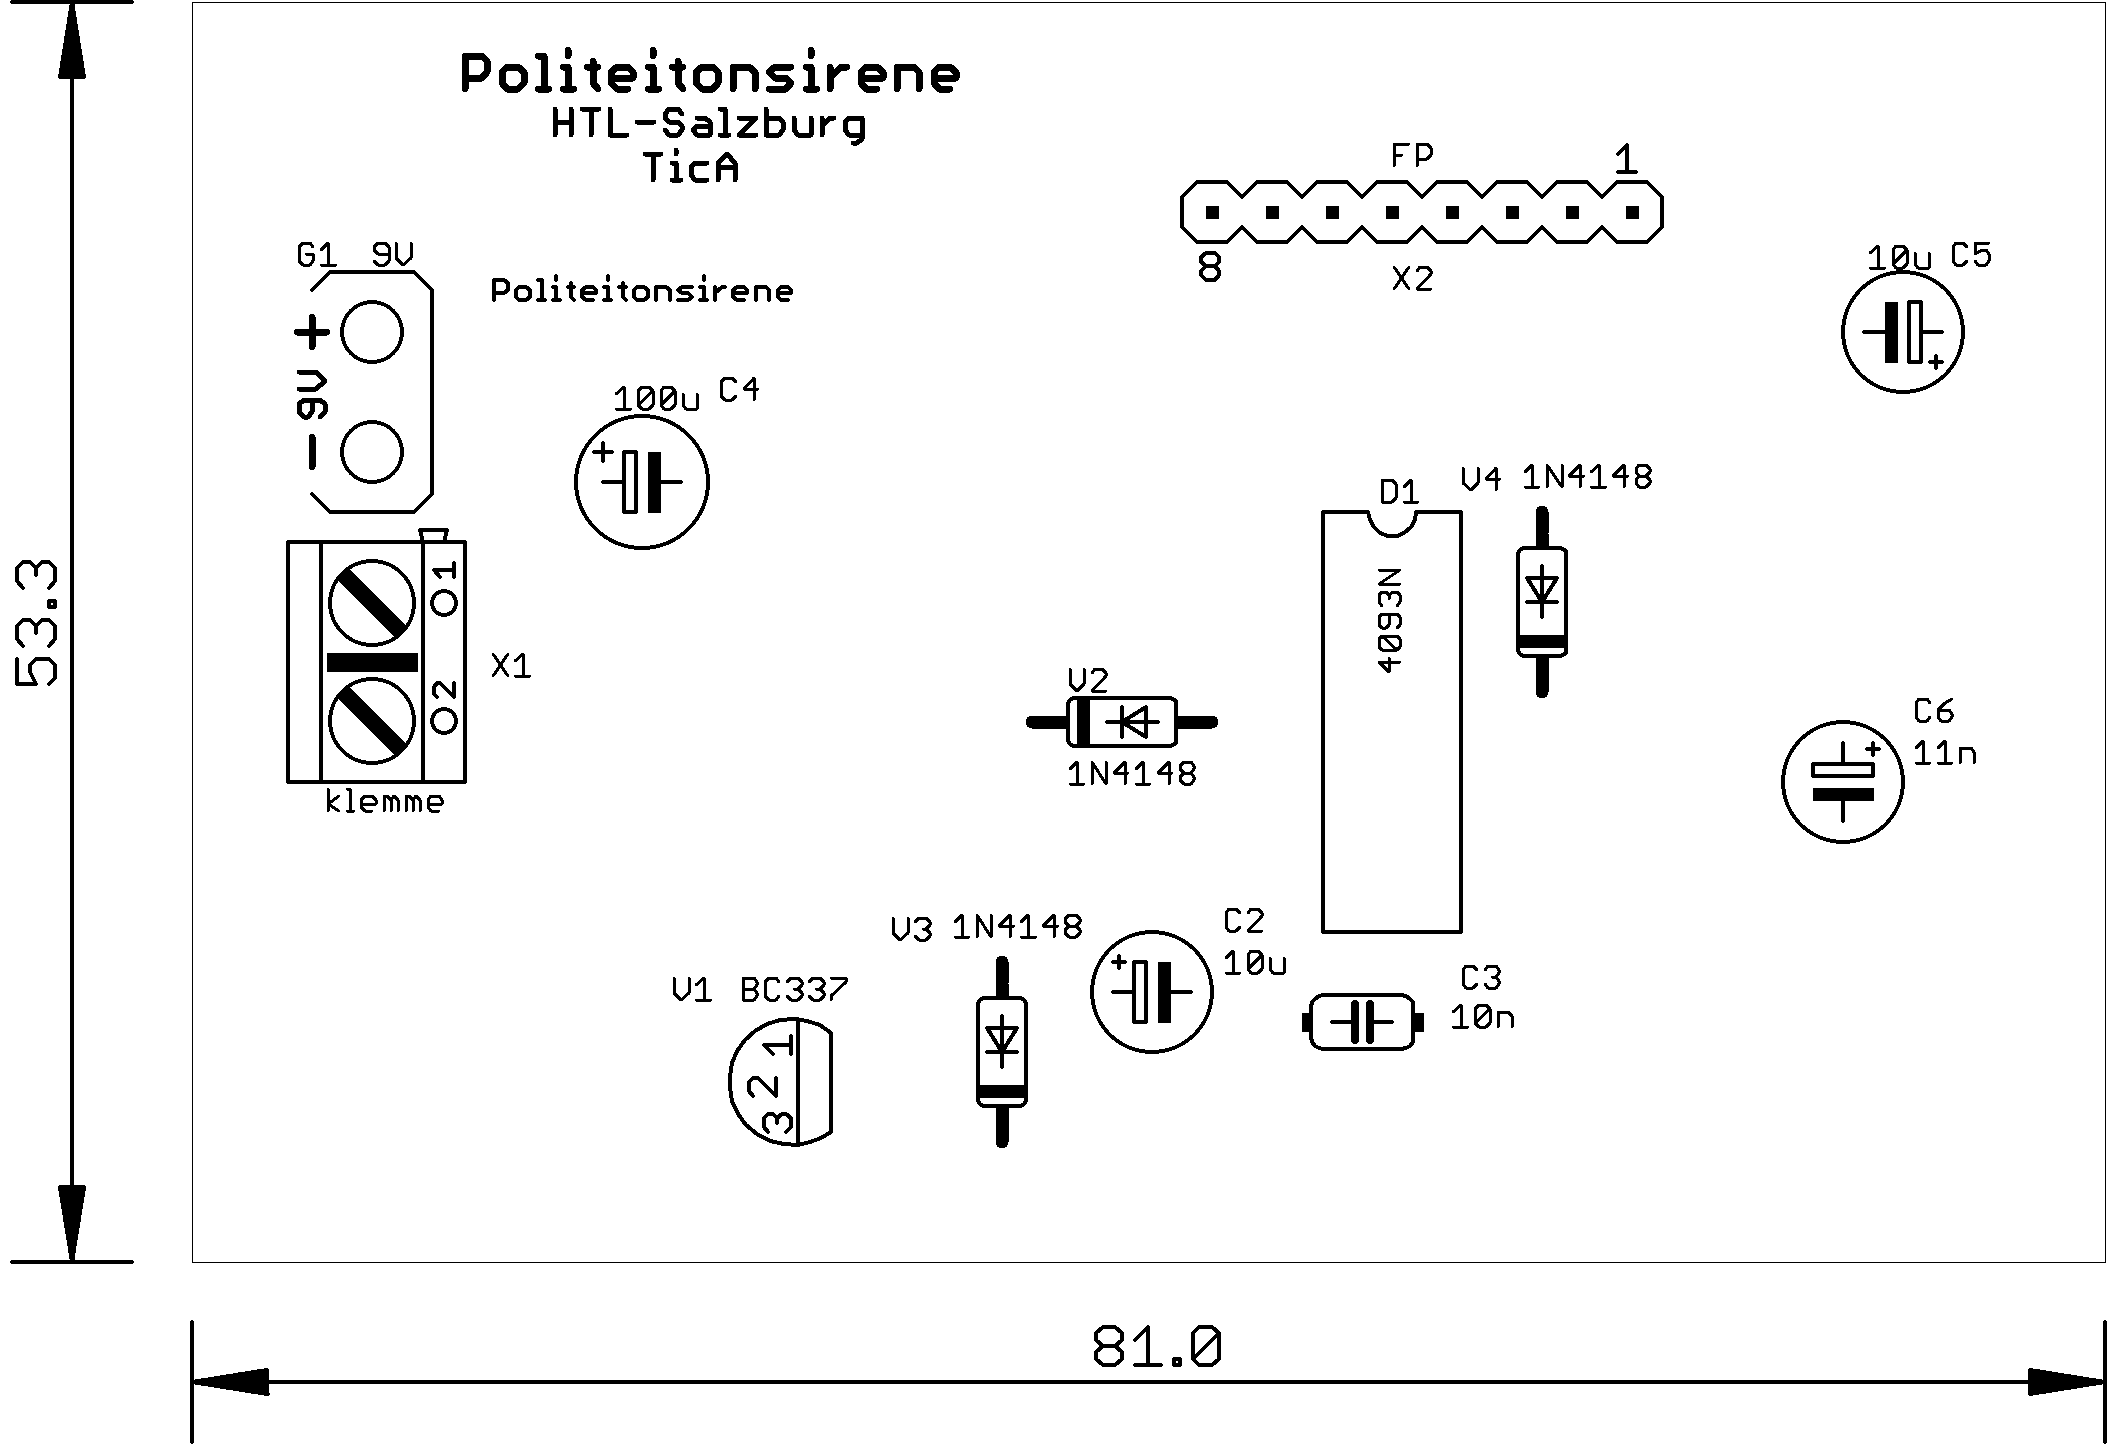 Politeitonsirene
HTL-Salzburg
TicA
FP 1
8 X2
G1 9V
Politeitonsirene
+
- 9V
10u C5
+
100u C4
+
D1
4093N
V4 1N4148
1
2
X1
klemme
53.3
V2
1N4148
C6
11n
+
V3 1N4148
C2
10u
+
V1 BC337
1
2
3
C3
10n
81.0